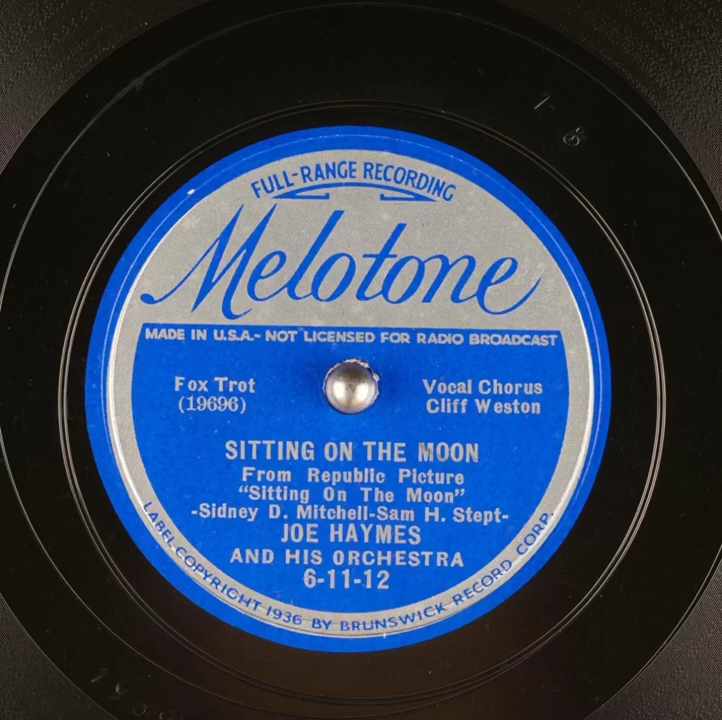 1-8
FULL-RANGE RECORDING
Melotone
MADE IN U.S.A.- NOT LICENSED FOR RADIO BROADCAST
Fox Trot
(19696)
Vocal Chorus
Cliff Weston
SITTING ON THE MOON
From Republic Picture
"Sitting On The Moon"
-Sidney D. Mitchell-Sam H. Stept-
JOE HAYMES
AND HIS ORCHESTRA
6-11-12
LABEL COPYRIGHT 1936 BY BRUNSWICK RECORD CORP.